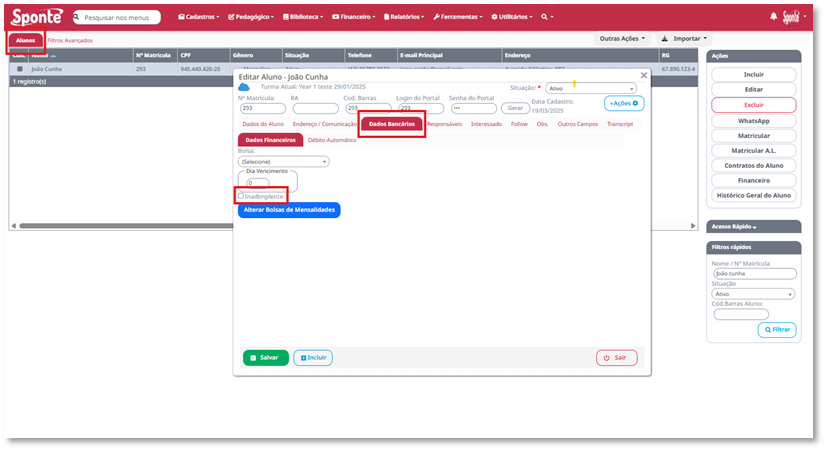 Sponte
Pesquisar nos menus
Cadastros
Pedagógico
Biblioteca
Financeiro
Relatórios
Ferramentas
Utilitários
Sponte
Alunos
Filtros Avançados
Outras Ações
Importar
Nº Matrícula CPF Gênero Situação Telefone E-mail Principal Endereço RG
João Cunha 293 945.440.420-20 67.890.123-4
1 registro(s)
Editar Aluno - João Cunha
Turma Atual: Year 1 teste 29/01/2025
Situação: *
Ativo
Nº Matrícula: RA Cod. Barras Login do Portal Senha do Portal
293 293 293 ••• Gerar
Data Cadastro:
19/03/2025
Ações
Dados do Aluno Endereço / Comunicação Dados Bancários Responsáveis Interessado Follow Obs. Outros Campos Transcript
Dados Financeiros Débito Automático
Bolsa:
(Selecione)
Dia Vencimento
0
Inadimplente
Alterar Bolsas de Mensalidades
Salvar
Incluir
Sair
Ações
Incluir
Editar
Excluir
WhatsApp
Matricular
Matricular A.L.
Contratos do Aluno
Financeiro
Histórico Geral do Aluno
Acesso Rápido
Filtros rápidos
Nome / Nº Matrícula
João cunha
Situação
Ativo
Cód.Barras Aluno:
Filtrar